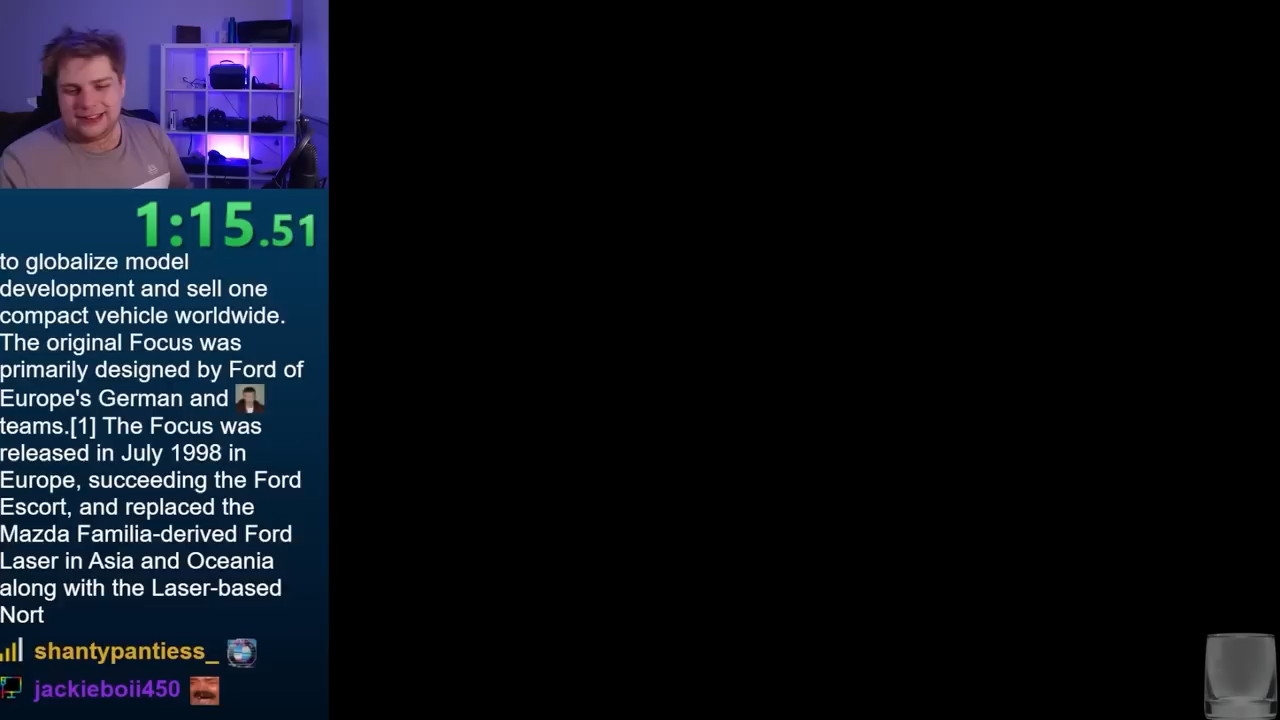 1:15.51
to globalize model
development and sell one
compact vehicle worldwide.
The original Focus was
primarily designed by Ford of
Europe's German and
teams.[1] The Focus was
released in July 1998 in
Europe, succeeding the Ford
Escort, and replaced the
Mazda Familia-derived Ford
Laser in Asia and Oceania
along with the Laser-based
Nort
shantypantiess_
jackieboii450